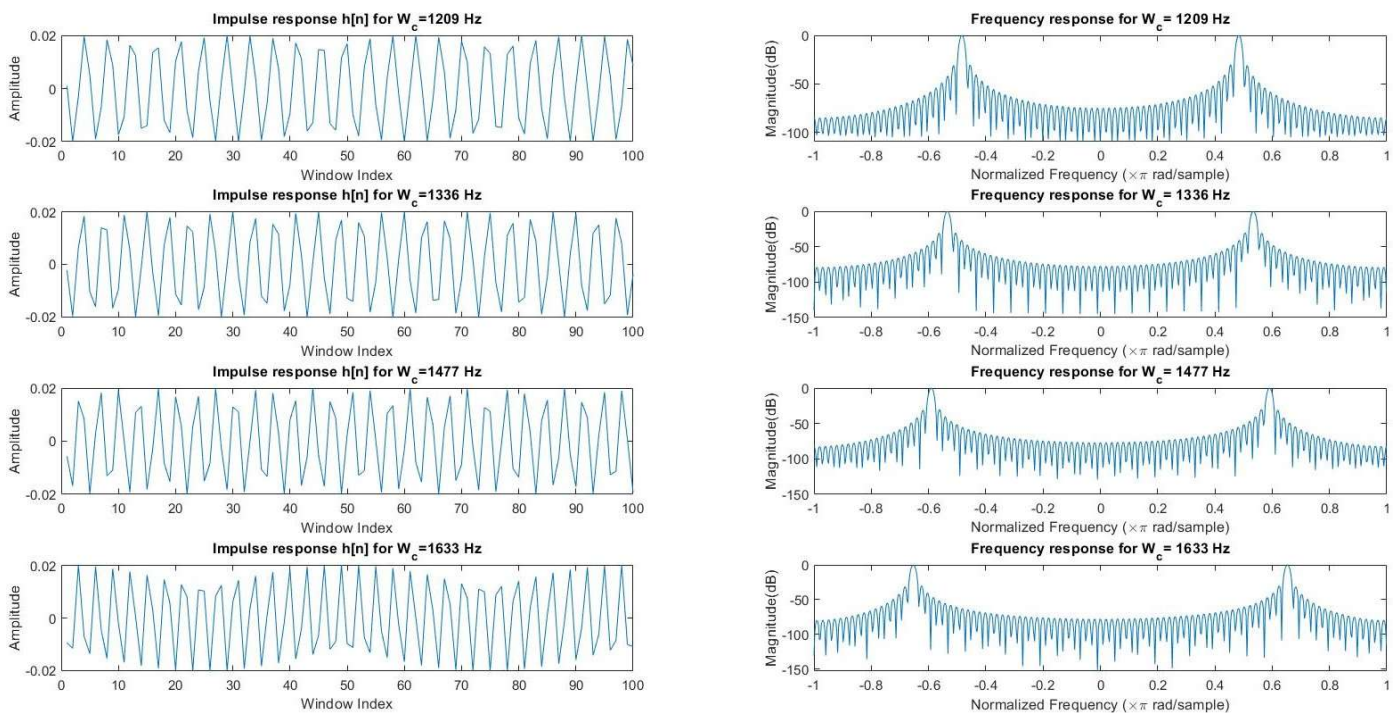 Impulse response h[n] for W_c=1209 Hz
Amplitude
0.02
0
-0.02
0 10 20 30 40 50 60 70 80 90 100
Window Index
Frequency response for W_c= 1209 Hz
Magnitude(dB)
0
-50
-100
-1 -0.8 -0.6 -0.4 -0.2 0 0.2 0.4 0.6 0.8 1
Normalized Frequency (×π rad/sample)
Impulse response h[n] for W_c=1336 Hz
Amplitude
0.02
0
-0.02
0 10 20 30 40 50 60 70 80 90 100
Window Index
Frequency response for W_c= 1336 Hz
Magnitude(dB)
0
-50
-100
-150
-1 -0.8 -0.6 -0.4 -0.2 0 0.2 0.4 0.6 0.8 1
Normalized Frequency (×π rad/sample)
Impulse response h[n] for W_c=1477 Hz
Amplitude
0.02
0
-0.02
0 10 20 30 40 50 60 70 80 90 100
Window Index
Frequency response for W_c= 1477 Hz
Magnitude(dB)
0
-50
-100
-150
-1 -0.8 -0.6 -0.4 -0.2 0 0.2 0.4 0.6 0.8 1
Normalized Frequency (×π rad/sample)
Impulse response h[n] for W_c=1633 Hz
Amplitude
0.02
0
-0.02
0 10 20 30 40 50 60 70 80 90 100
Window Index
Frequency response for W_c= 1633 Hz
Magnitude(dB)
0
-50
-100
-150
-1 -0.8 -0.6 -0.4 -0.2 0 0.2 0.4 0.6 0.8 1
Normalized Frequency (×π rad/sample)